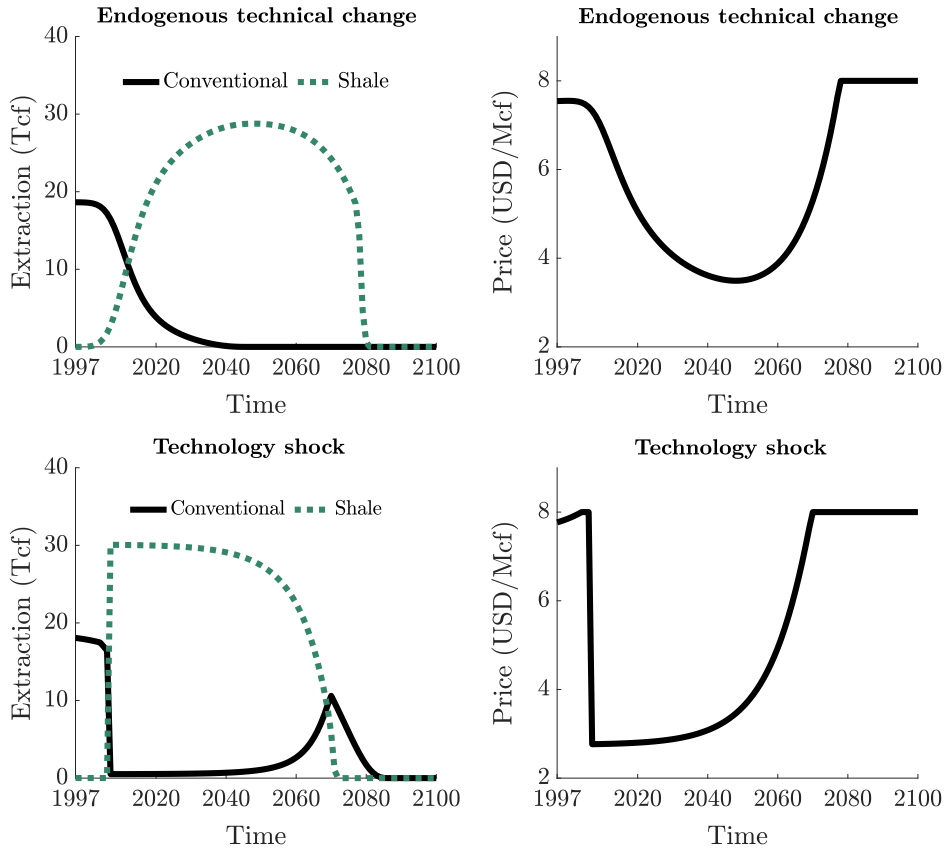 Endogenous technical change
Extraction (Tcf)
40
30
20
10
0
Conventional Shale
1997 2020 2040 2060 2080 2100
Time
Endogenous technical change
Price (USD/Mcf)
8
6
4
2
1997 2020 2040 2060 2080 2100
Time
Technology shock
Extraction (Tcf)
40
30
20
10
0
Conventional Shale
1997 2020 2040 2060 2080 2100
Time
Technology shock
Price (USD/Mcf)
8
6
4
2
1997 2020 2040 2060 2080 2100
Time